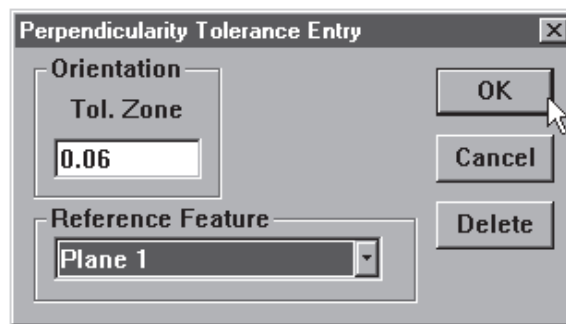 Perpendicularity Tolerance Entry
Orientation
Tol. Zone
0.06
Reference Feature
Plane 1
OK
Cancel
Delete